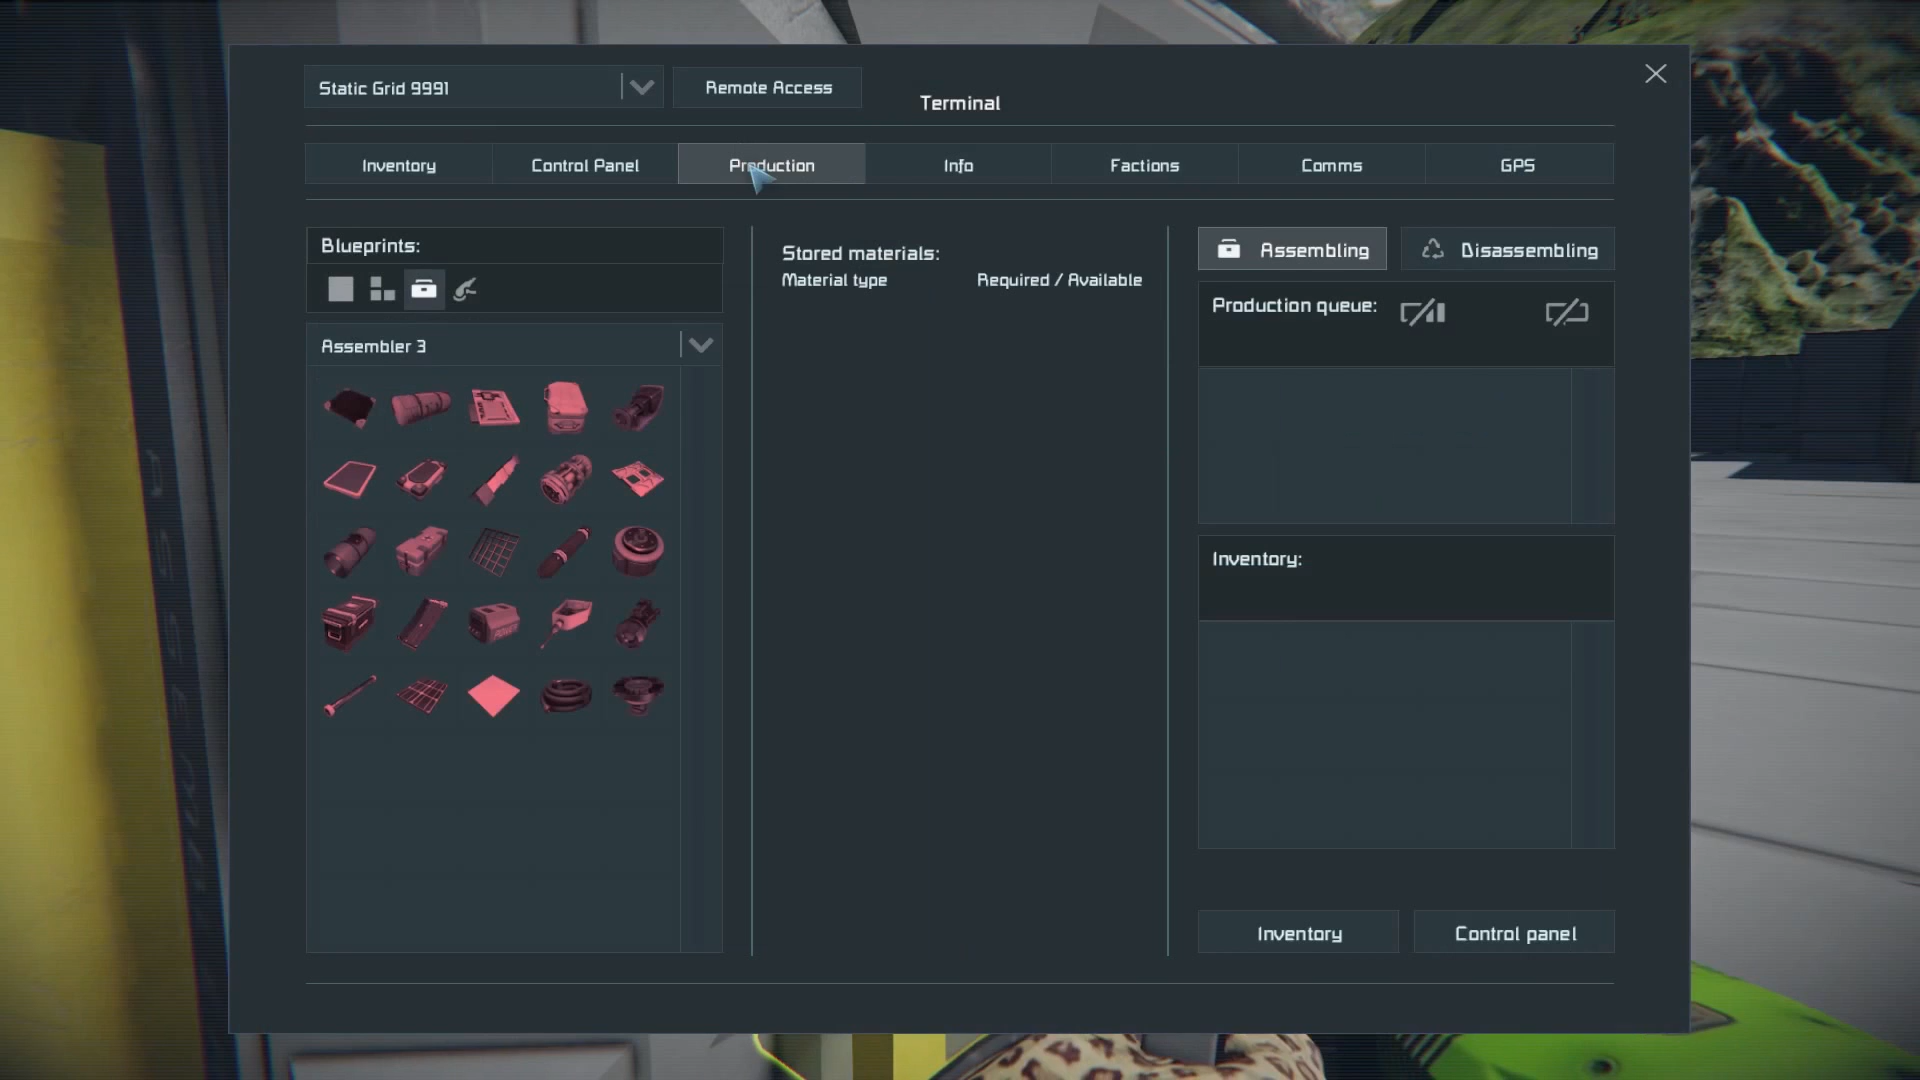 Static Grid 9991
Remote Access
Terminal
Inventory
Control Panel
Production
Info
Factions
Comms
GPS
Blueprints:
Assembler 3
Stored materials:
Material type
Required / Available
Assembling
Disassembling
Production queue:
Inventory:
Inventory
Control panel